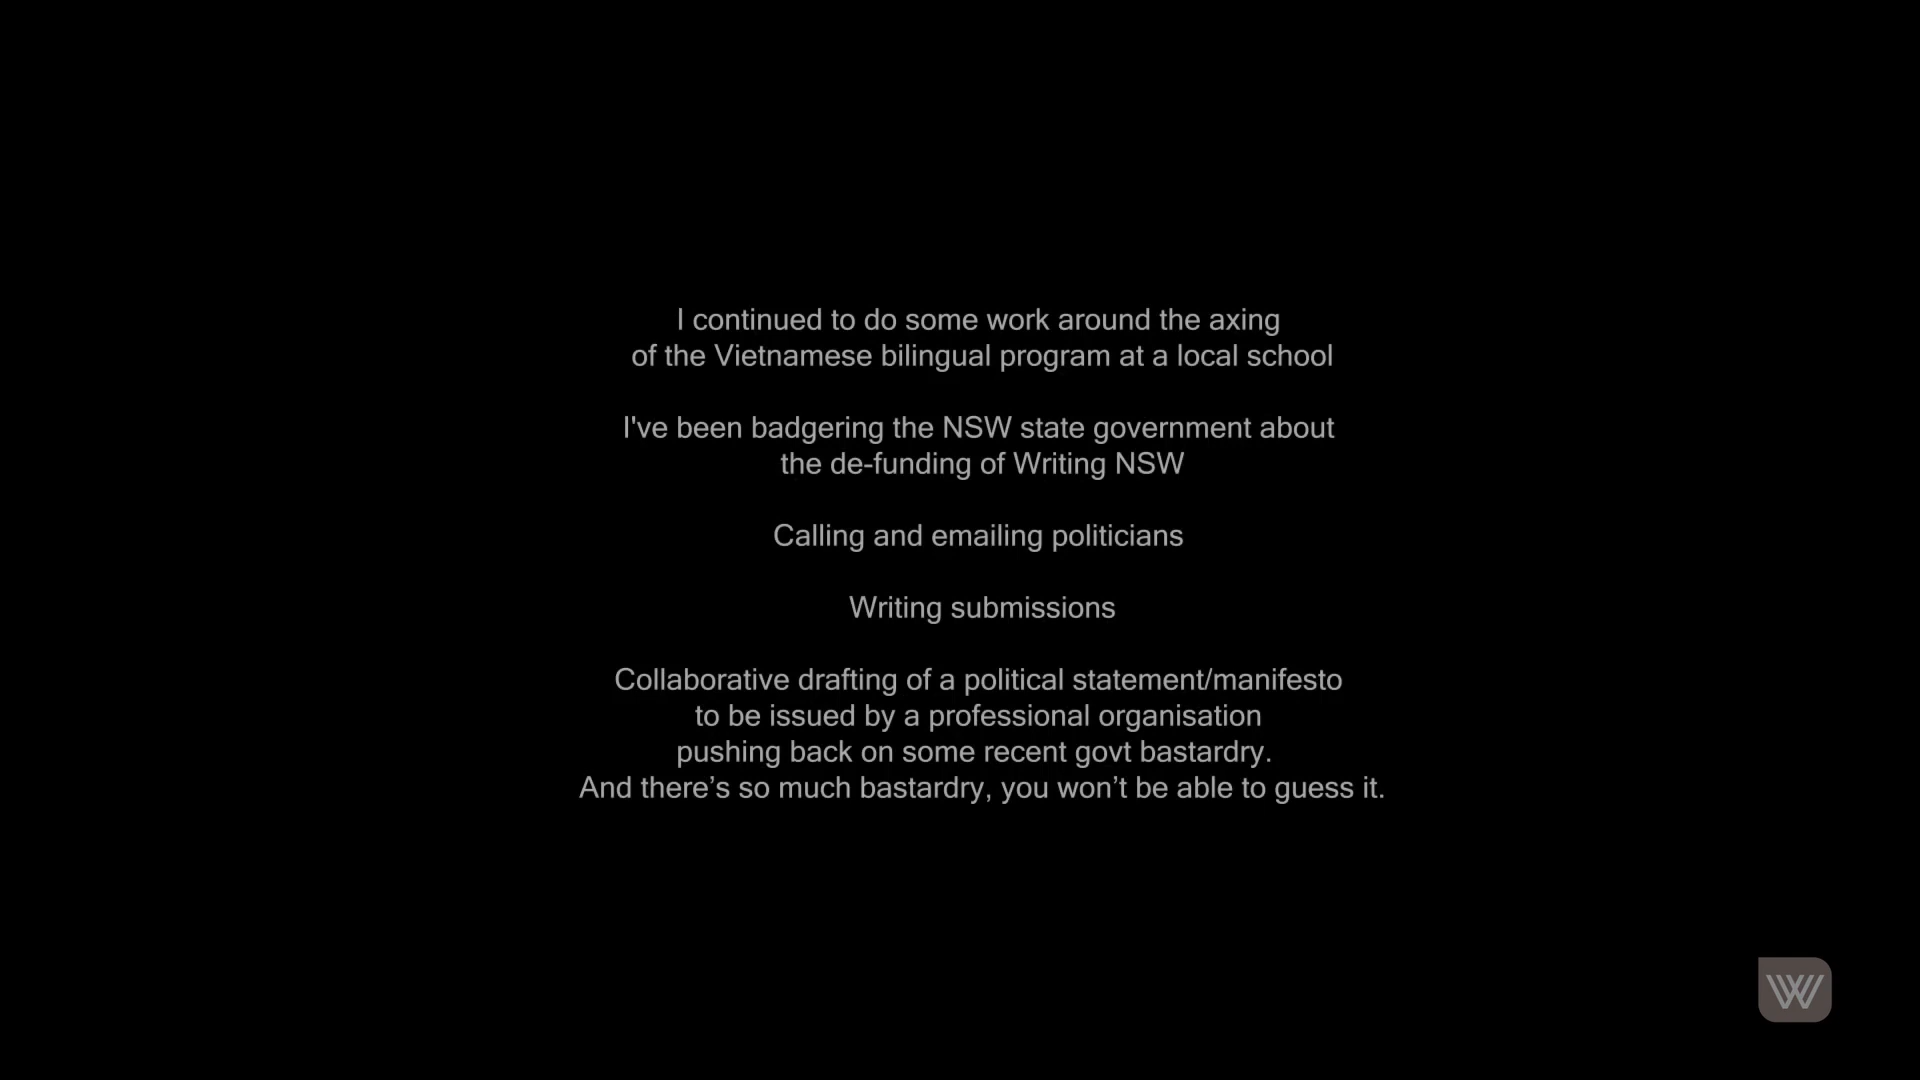 I continued to do some work around the axing
of the Vietnamese bilingual program at a local school
I've been badgering the NSW state government about
the de-funding of Writing NSW
Calling and emailing politicians
Writing submissions
Collaborative drafting of a political statement/manifesto
to be issued by a professional organisation
pushing back on some recent govt bastardry.
And there’s so much bastardry, you won’t be able to guess it.
W